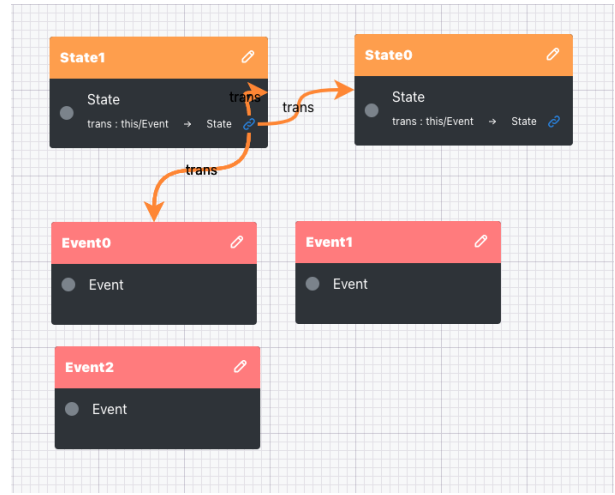 State1
State
trans : this/Event → State
trans
trans
State0
State
trans : this/Event → State
trans
Event0
Event
Event1
Event
Event2
Event